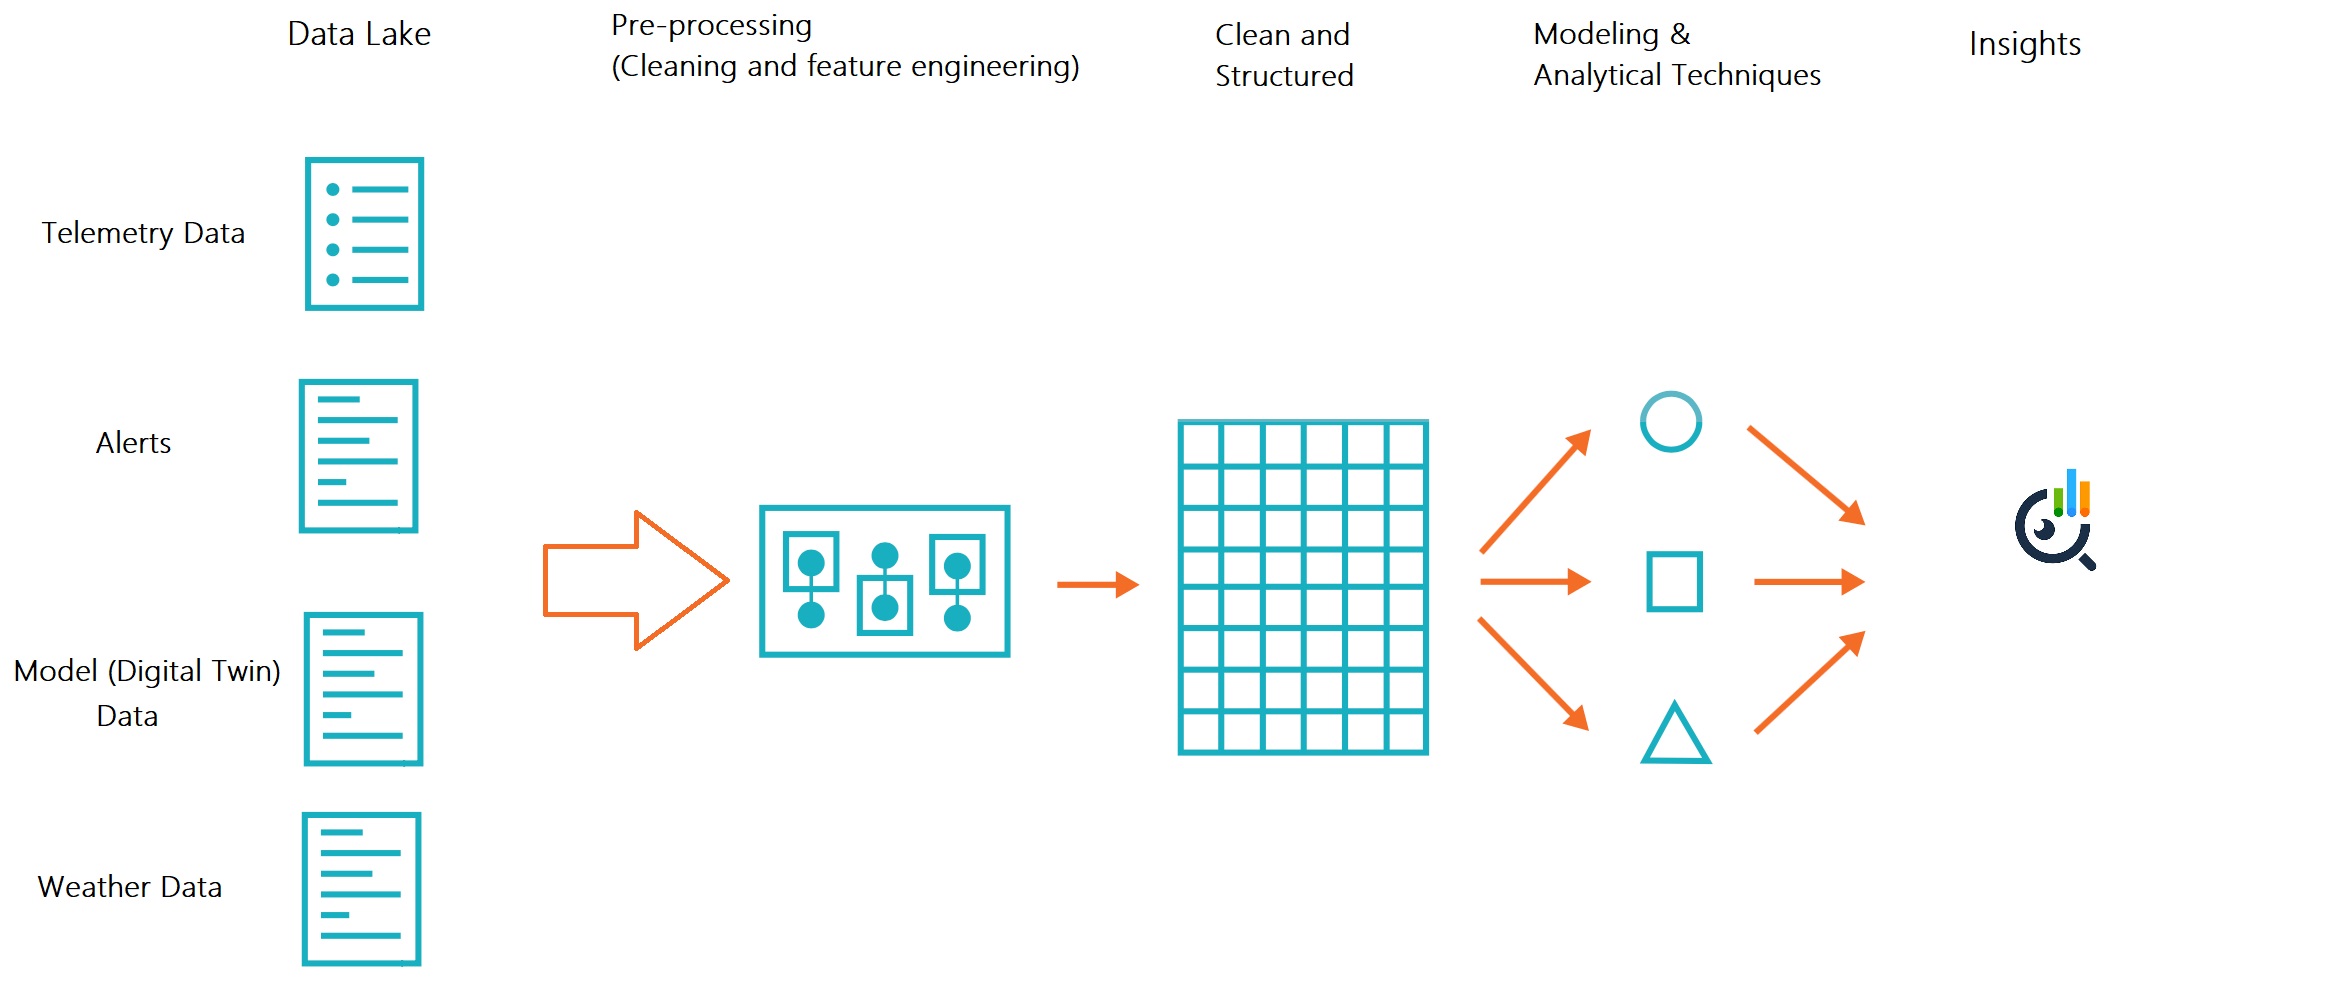 Data Lake
Pre-processing
(Cleaning and feature engineering)
Clean and
Structured
Modeling &
Analytical Techniques
Insights
Telemetry Data
Alerts
Model (Digital Twin)
Data
Weather Data